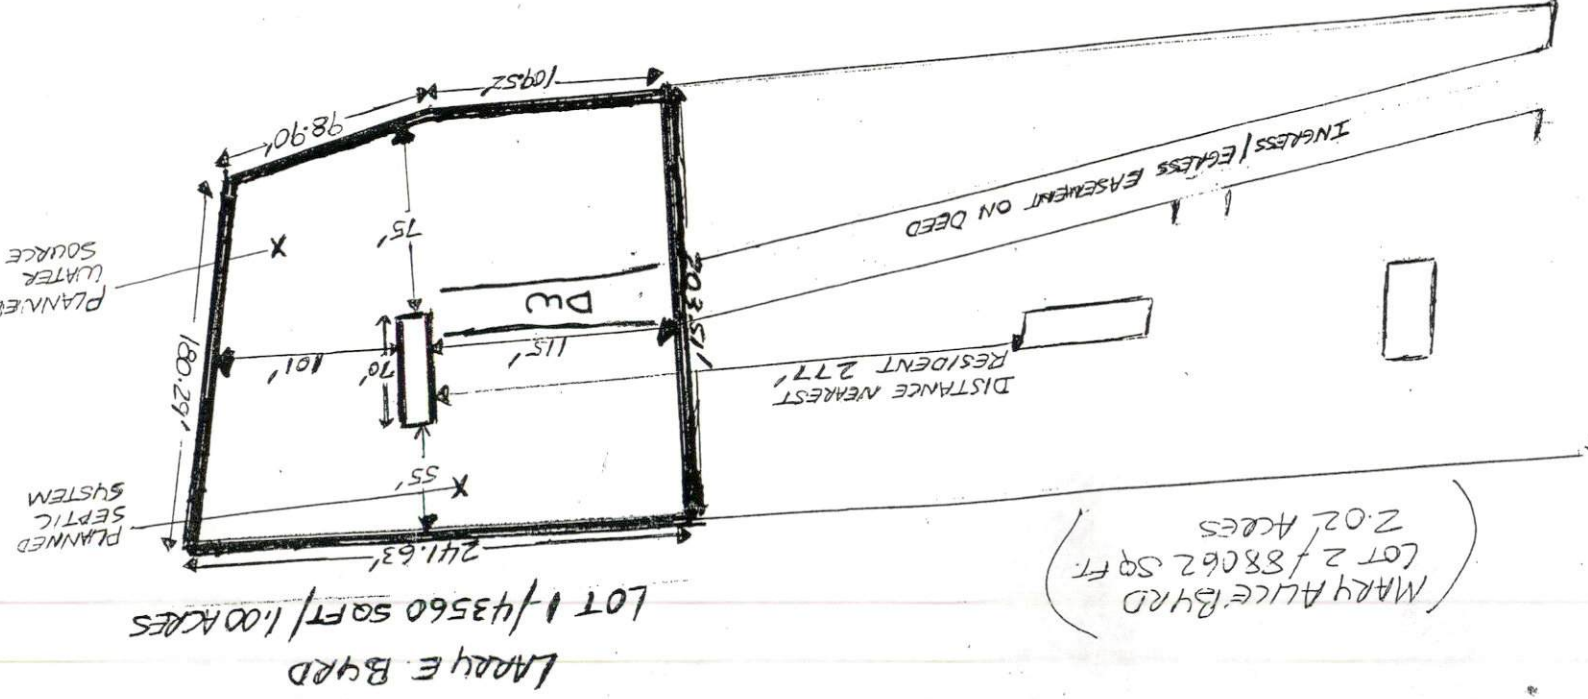 LARRY E BYRD
LOT 1/43560 SQ FT/1.00 ACRES
MARY ALICE BYRD
LOT 2/88062 SQ FT
2.02 ACRES
241.63'
PLANNED
SEPTIC
SYSTEM
55'
DISTANCE NEAREST
RESIDENT 277'
203.51'
115'
70'
101'
180.29'
DW
PLANNED
WATER
SOURCE
75'
INGRESS/EGRESS EASEMENT ON DEED
109.52'
98.90'